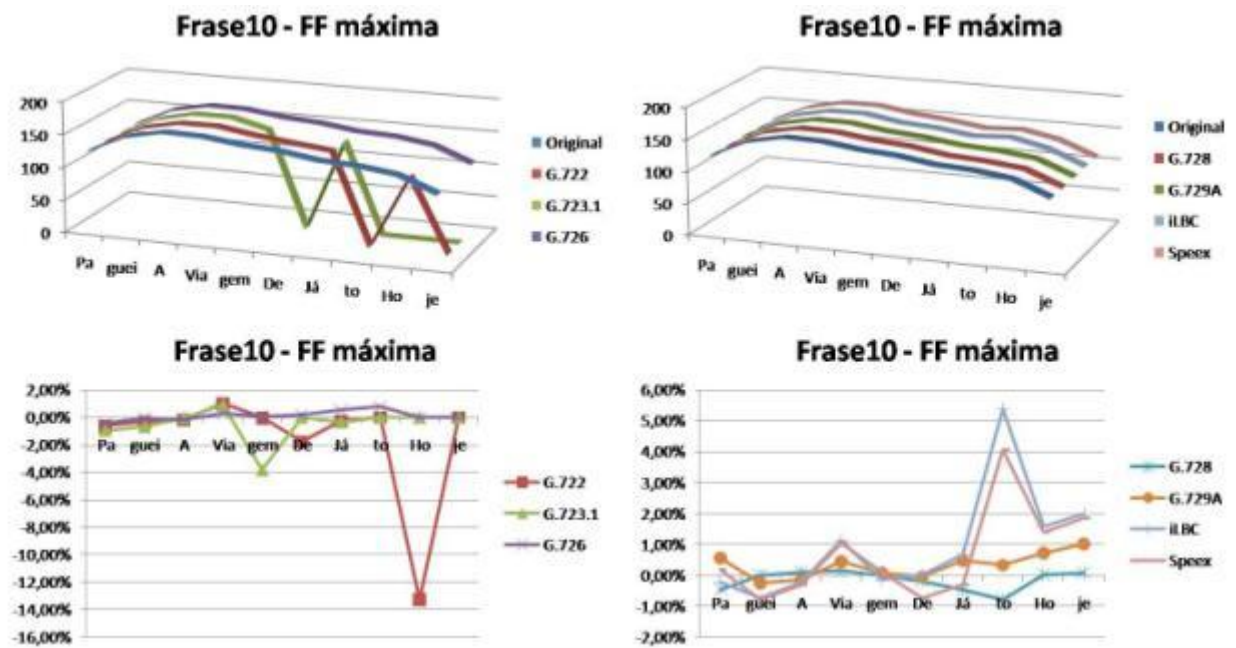 Frase10 - FF máxima
200
150
100
50
0
Pa guei A Via gem De Já to Ho je
Original
G.722
G.723.1
G.726
Frase10 - FF máxima
200
150
100
50
0
Pa guei A Via gem De Já to Ho je
Original
G.728
G.729A
iLBC
Speex
Frase10 - FF máxima
2,00%
0,00%
-2,00%
-4,00%
-6,00%
-8,00%
-10,00%
-12,00%
-14,00%
-16,00%
Pa guei A Via gem De Já to Ho je
G.722
G.723.1
G.726
Frase10 - FF máxima
6,00%
5,00%
4,00%
3,00%
2,00%
1,00%
0,00%
-1,00%
-2,00%
Pa guei A Via gem De Já to Ho je
G.728
G.729A
iLBC
Speex